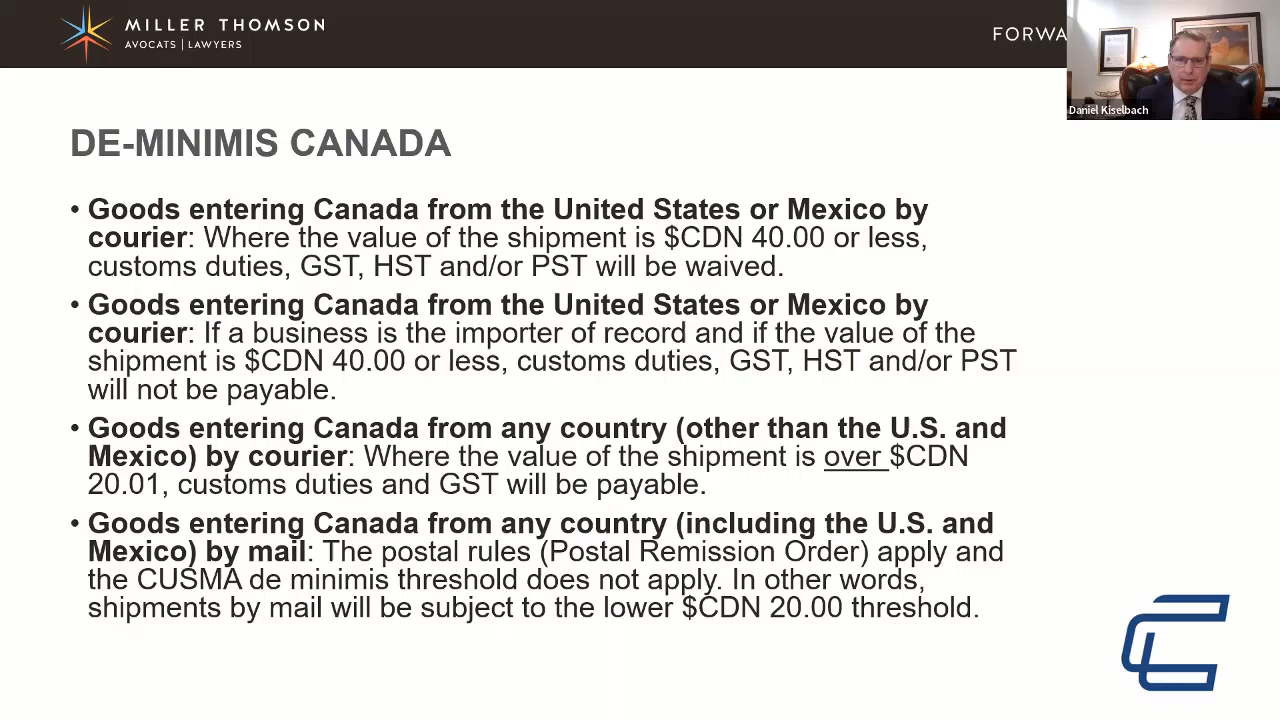 MILLER THOMSON
AVOCATS | LAWYERS
FORWA
Daniel Kiselbach
DE-MINIMIS CANADA
• Goods entering Canada from the United States or Mexico by
courier: Where the value of the shipment is $CDN 40.00 or less,
customs duties, GST, HST and/or PST will be waived.
• Goods entering Canada from the United States or Mexico by
courier: If a business is the importer of record and if the value of the
shipment is $CDN 40.00 or less, customs duties, GST, HST and/or PST
will not be payable.
• Goods entering Canada from any country (other than the U.S. and
Mexico) by courier: Where the value of the shipment is over $CDN
20.01, customs duties and GST will be payable.
• Goods entering Canada from any country (including the U.S. and
Mexico) by mail: The postal rules (Postal Remission Order) apply and
the CUSMA de minimis threshold does not apply. In other words,
shipments by mail will be subject to the lower $CDN 20.00 threshold.